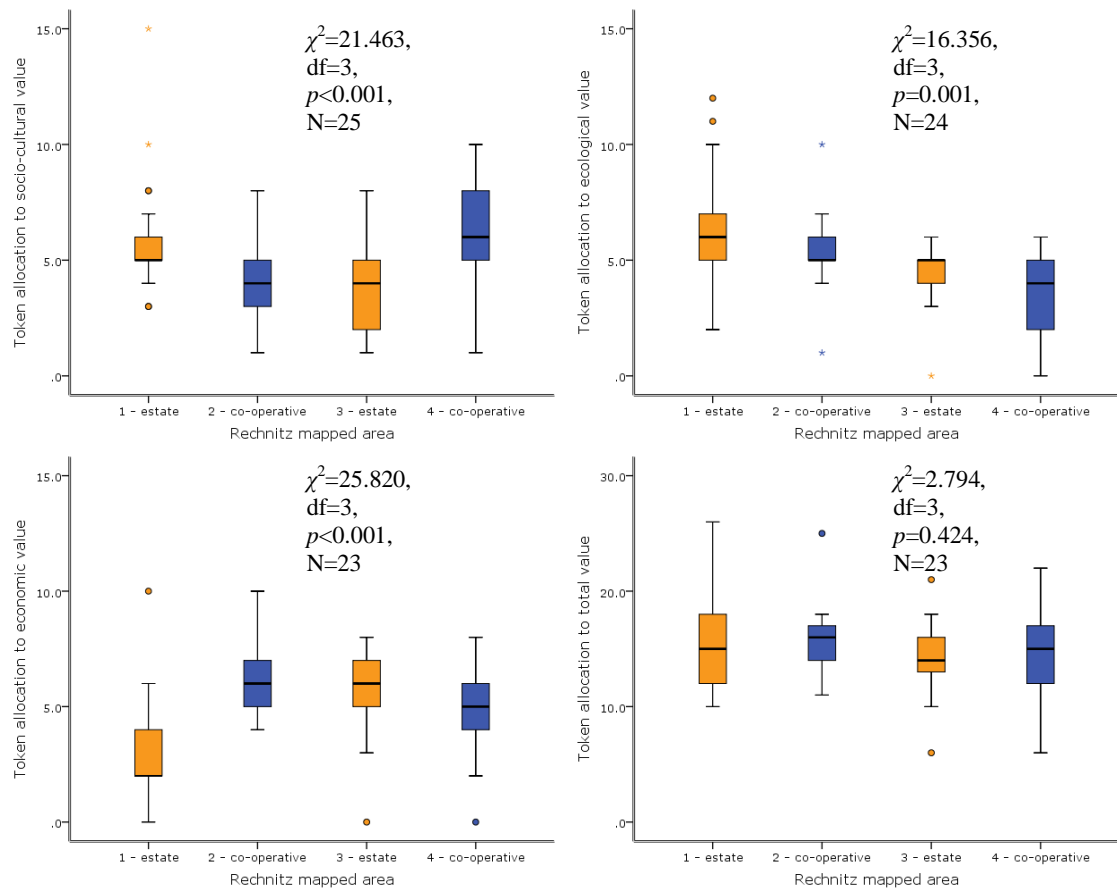 Token allocation to socio-cultural value
15.0
10.0
5.0
.0
χ²=21.463,
df=3,
p<0.001,
N=25
1 - estate
2 - co-operative
3 - estate
4 - co-operative
Rechnitz mapped area
Token allocation to ecological value
15.0
10.0
5.0
.0
χ²=16.356,
df=3,
p=0.001,
N=24
1 - estate
2 - co-operative
3 - estate
4 - co-operative
Rechnitz mapped area
Token allocation to economic value
15.0
10.0
5.0
.0
χ²=25.820,
df=3,
p<0.001,
N=23
1 - estate
2 - co-operative
3 - estate
4 - co-operative
Rechnitz mapped area
Token allocation to total value
30.0
20.0
10.0
.0
χ²=2.794,
df=3,
p=0.424,
N=23
1 - estate
2 - co-operative
3 - estate
4 - co-operative
Rechnitz mapped area